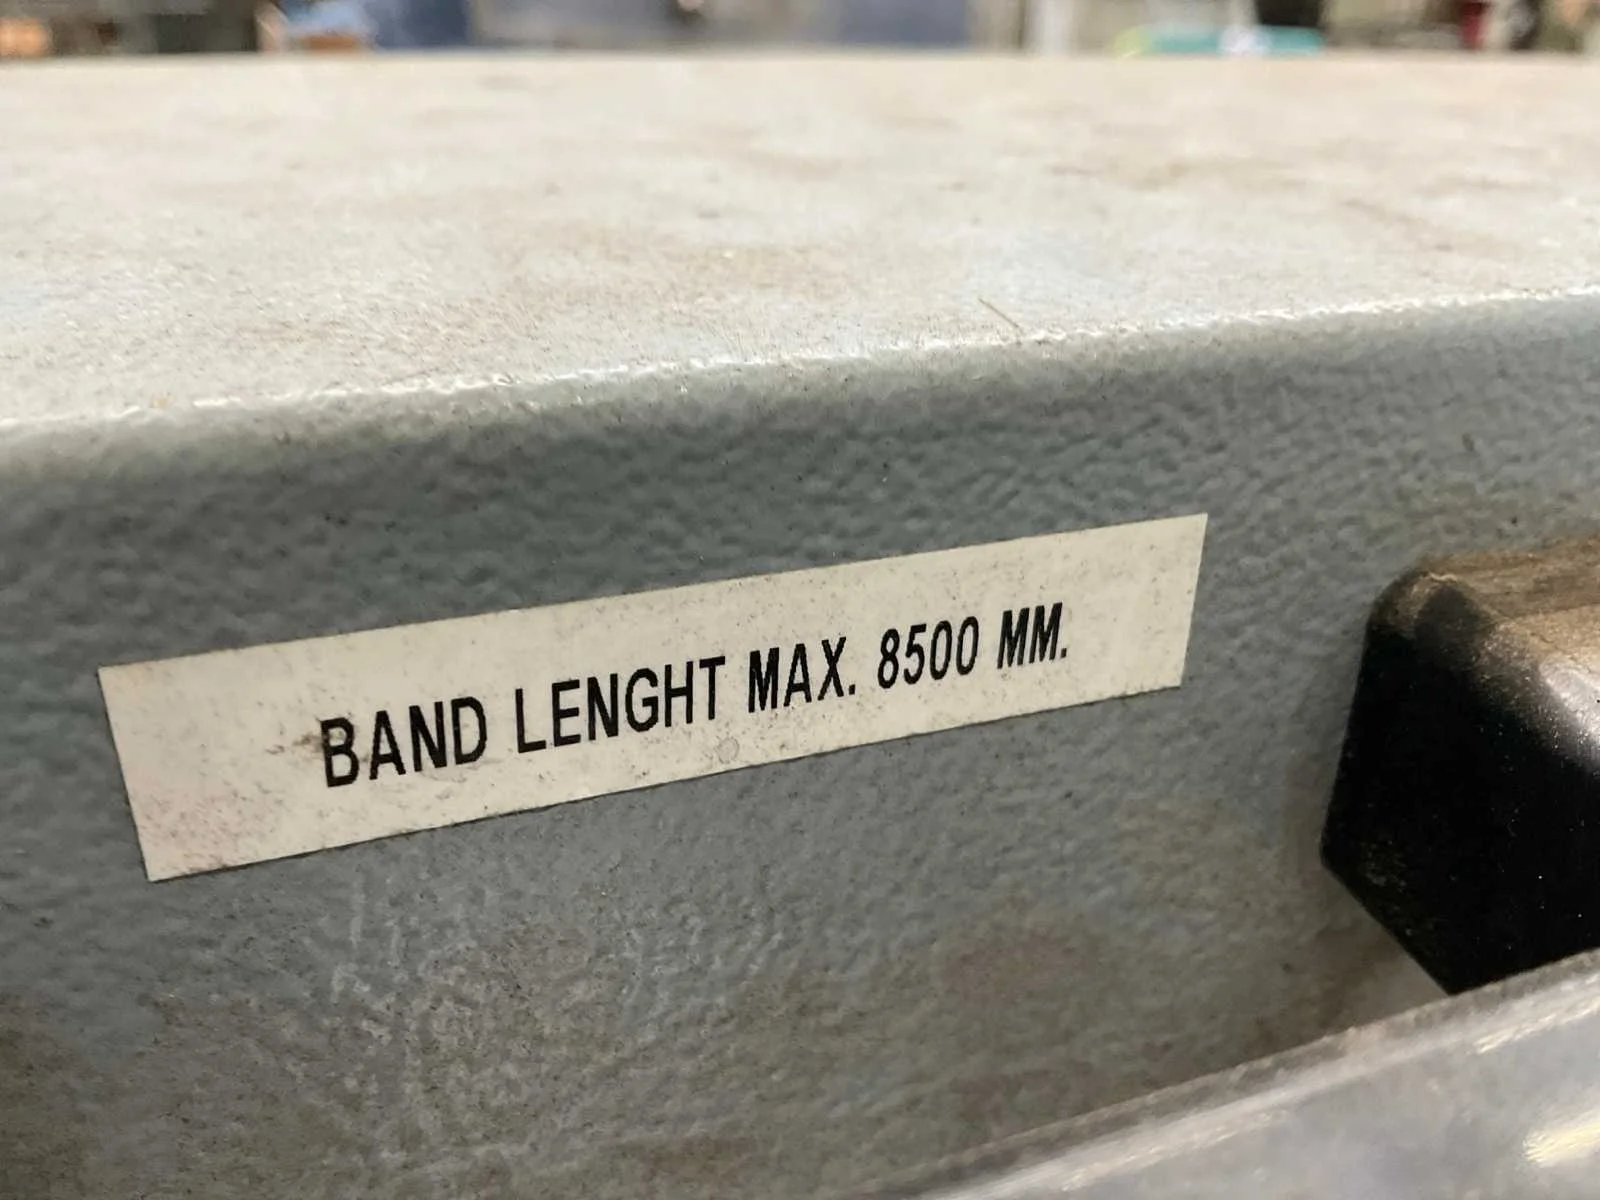 BAND LENGHT MAX. 8500 MM.